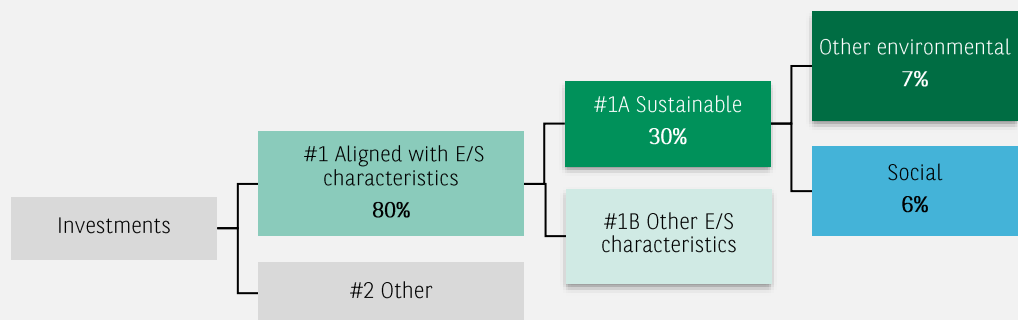 Investments
#1 Aligned with E/S
characteristics
80%
#2 Other
#1A Sustainable
30%
#1B Other E/S
characteristics
Other environmental
7%
Social
6%